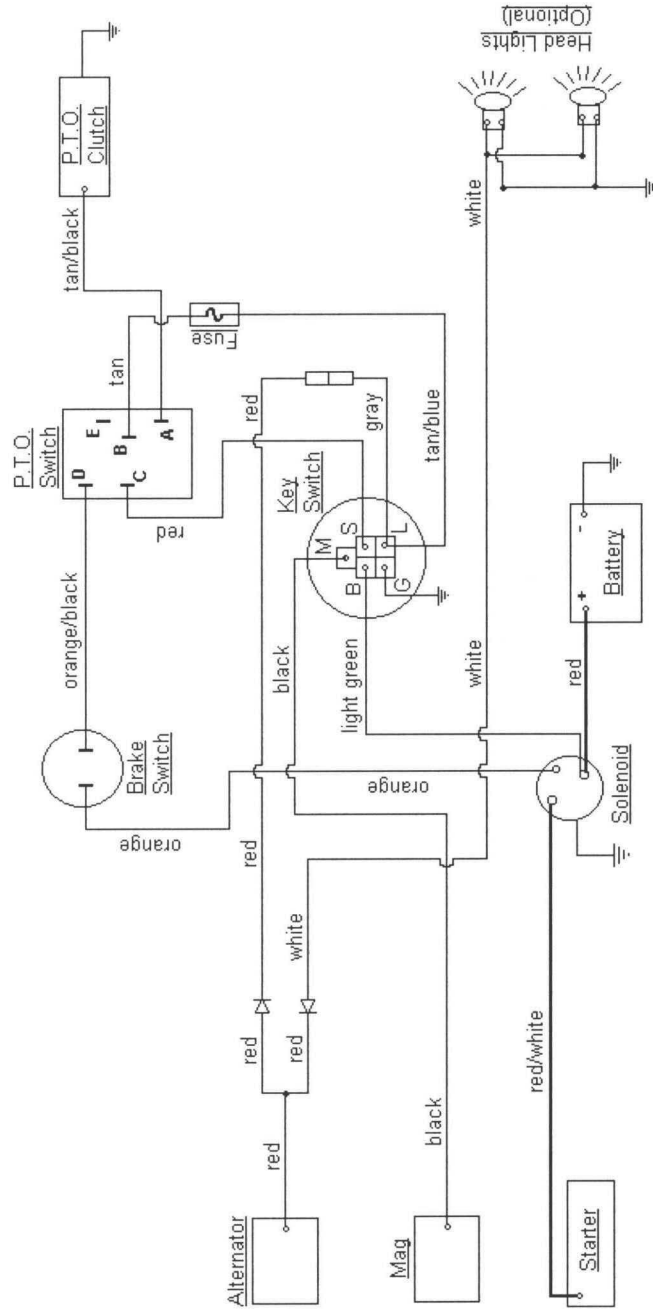 P.T.O.
Clutch
tan/black
P.T.O.
Switch
D
E
B
C
A
tan
Fuse
red
red
gray
tan/blue
Key
Switch
M
B
S
G
L
orange/black
Brake
Switch
orange
orange
black
light green
white
white
Head Lights
(Optional)
red
white
red
red
Alternator
red
Mag
black
Starter
red/white
Solenoid
red
+
-
Battery